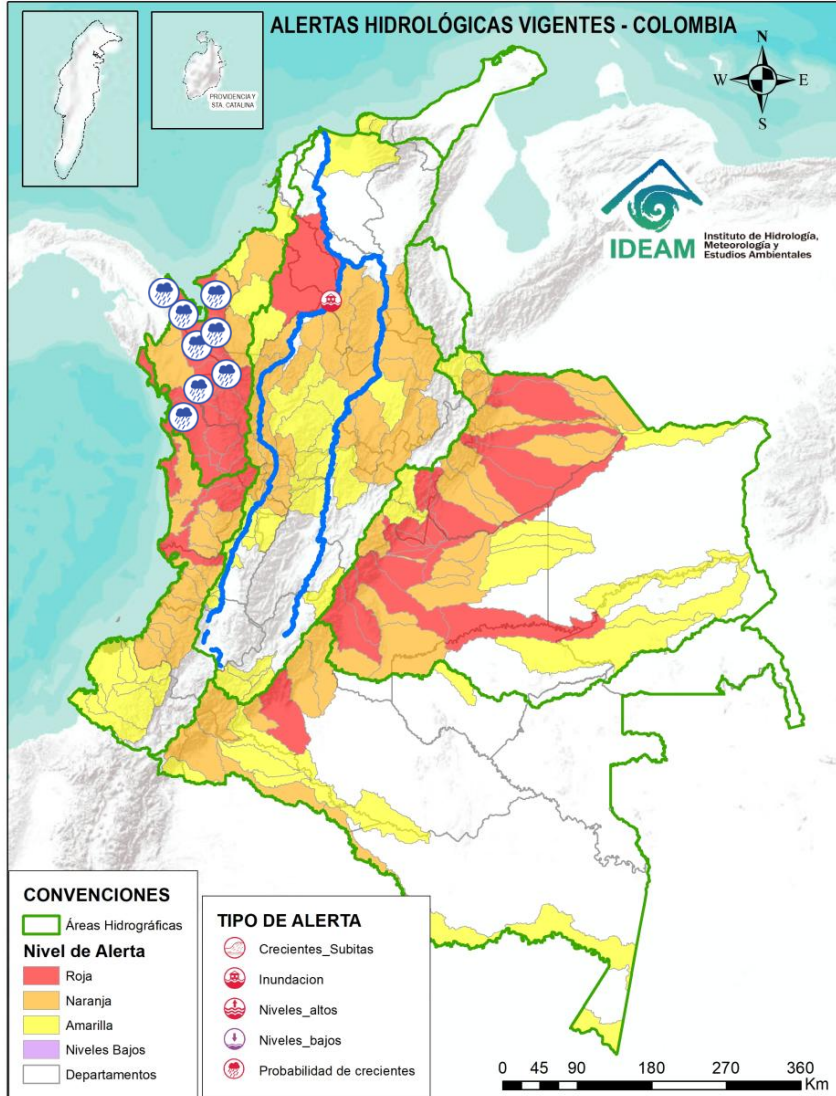 ALERTAS HIDROLÓGICAS VIGENTES - COLOMBIA
PROVIDENCIA Y
STA. CATALINA
N
W
E
S
IDEAM
Instituto de Hidrología,
Meteorología y
Estudios Ambientales
CONVENCIONES
Áreas Hidrográficas
Nivel de Alerta
Roja
Naranja
Amarilla
Niveles Bajos
Departamentos
TIPO DE ALERTA
Crecientes_Subitas
Inundacion
Niveles_altos
Niveles_bajos
Probabilidad de crecientes
0 45 90 180 270 360
Km